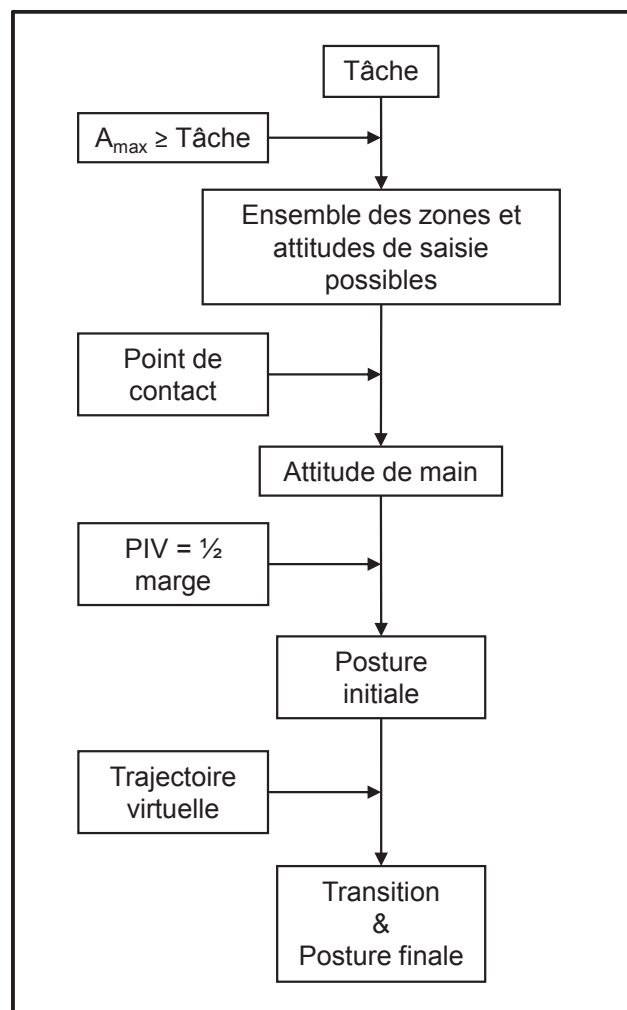 Tâche
A_max ≥ Tâche
Ensemble des zones et
attitudes de saisie
possibles
Point de
contact
Attitude de main
PIV = ½
marge
Posture
initiale
Trajectoire
virtuelle
Transition
&
Posture finale